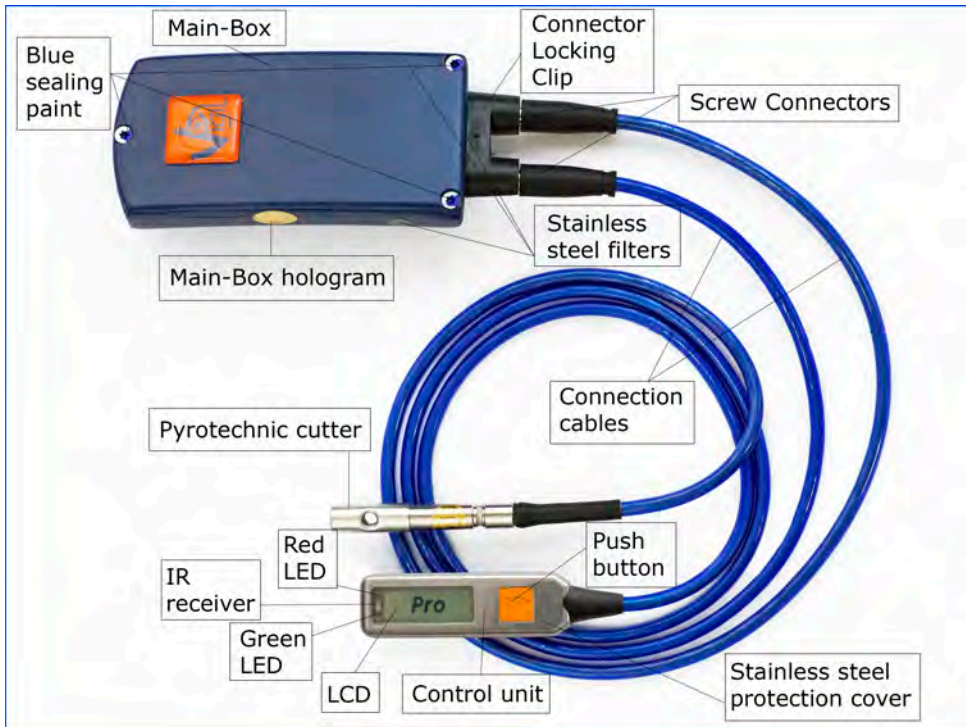 Main-Box
Connector
Locking
Clip
Blue
sealing
paint
Screw Connectors
Stainless
steel filters
Main-Box hologram
Connection
cables
Pyrotechnic cutter
Red
LED
Push
button
IR
receiver
Pro
Green
LED
LCD
Control unit
Stainless steel
protection cover